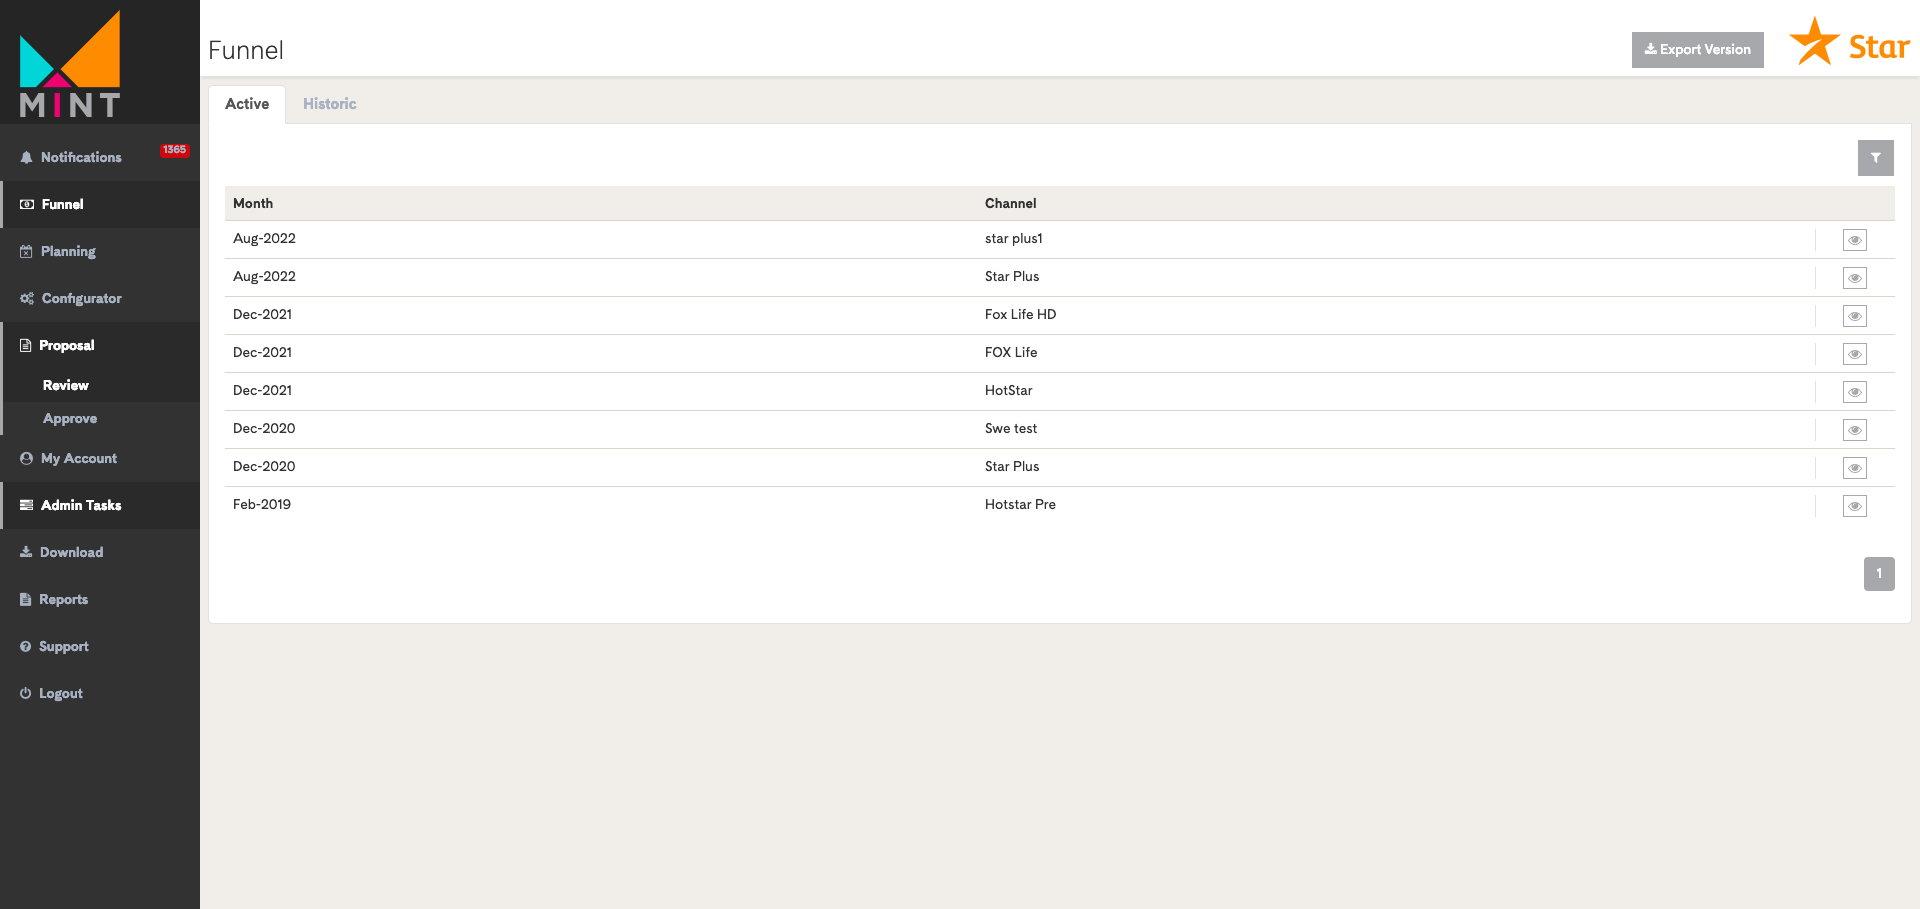 MINT
Funnel
Export Version
Star
Active
Historic
Notifications
1365
Funnel
Planning
Configurator
Proposal
Review
Approve
My Account
Admin Tasks
Download
Reports
Support
Logout
Month Channel
Aug-2022 star plus1
Aug-2022 Star Plus
Dec-2021 Fox Life HD
Dec-2021 FOX Life
Dec-2021 HotStar
Dec-2020 Swe test
Dec-2020 Star Plus
Feb-2019 Hotstar Pre
1